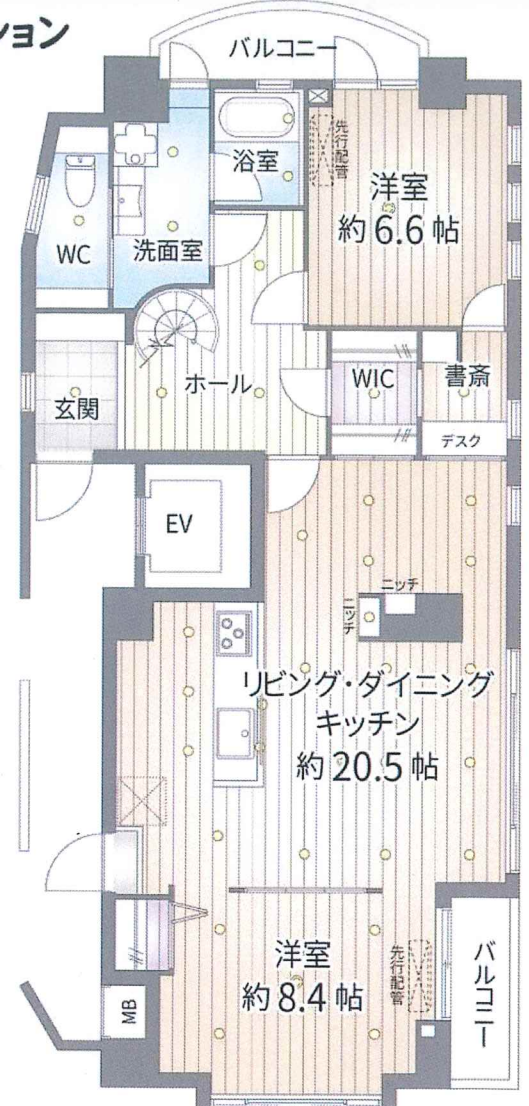 ション
バルコニー
先行配管
浴室
洋室
約 6.6 帖
WC
洗面室
ホール
WIC
書斎
玄関
デスク
EV
ニッチ
ニッチ
リビング・ダイニング
キッチン
約 20.5 帖
洋室
約 8.4 帖
先行配管
バルコニー
MB